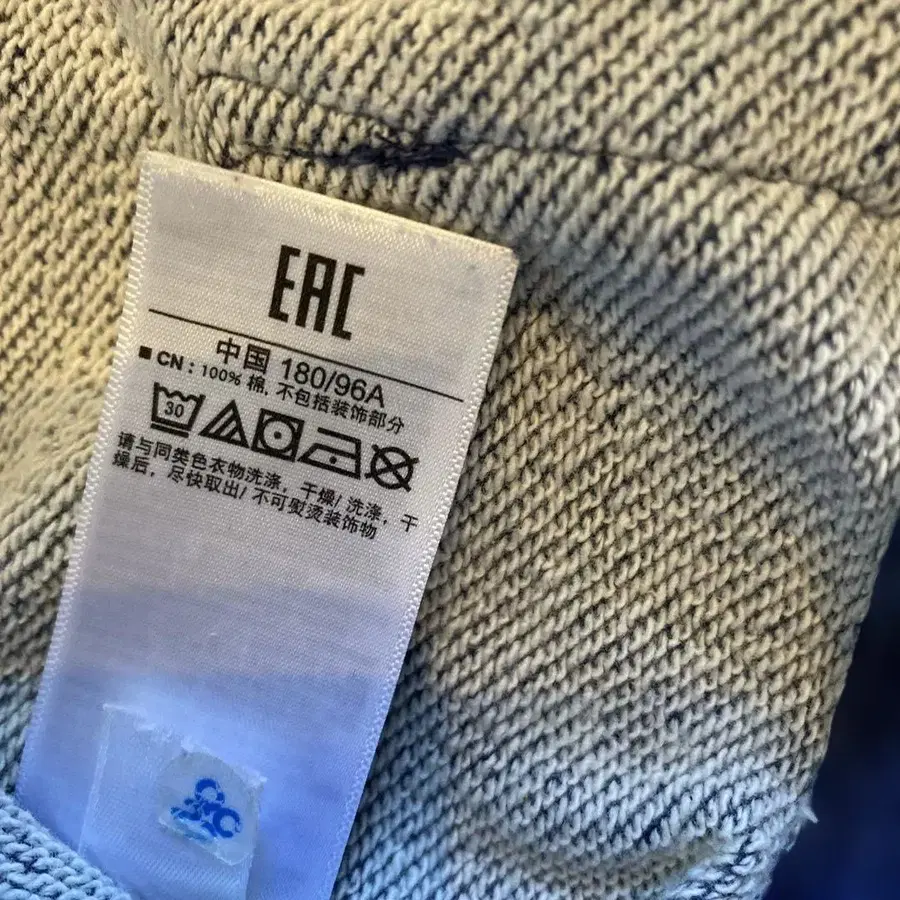 EAC
中国 180/96A
■ CN : 100% 棉, 不包括装饰部分
30
请与同类色衣物洗涤, 干燥/ 洗涤, 干
燥后, 尽快取出/ 不可熨烫装饰物